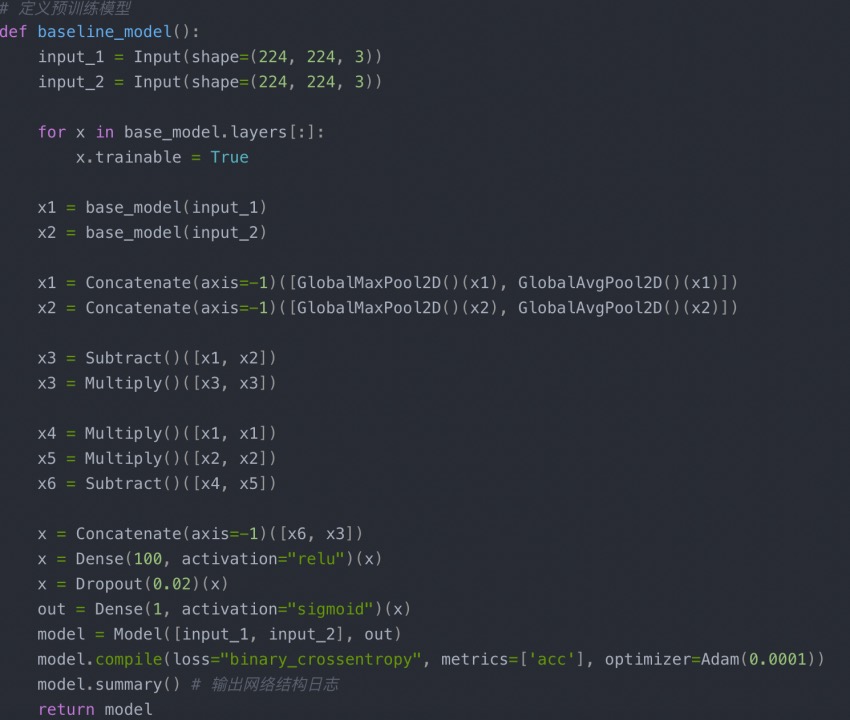 # 定义预训练模型
def baseline_model():
    input_1 = Input(shape=(224, 224, 3))
    input_2 = Input(shape=(224, 224, 3))

    for x in base_model.layers[:]:
        x.trainable = True

    x1 = base_model(input_1)
    x2 = base_model(input_2)

    x1 = Concatenate(axis=-1)([GlobalMaxPool2D()(x1), GlobalAvgPool2D()(x1)])
    x2 = Concatenate(axis=-1)([GlobalMaxPool2D()(x2), GlobalAvgPool2D()(x2)])

    x3 = Subtract()([x1, x2])
    x3 = Multiply()([x3, x3])

    x4 = Multiply()([x1, x1])
    x5 = Multiply()([x2, x2])
    x6 = Subtract()([x4, x5])

    x = Concatenate(axis=-1)([x6, x3])
    x = Dense(100, activation="relu")(x)
    x = Dropout(0.02)(x)
    out = Dense(1, activation="sigmoid")(x)
    model = Model([input_1, input_2], out)
    model.compile(loss="binary_crossentropy", metrics=['acc'], optimizer=Adam(0.0001))
    model.summary() # 输出网络结构日志
    return model